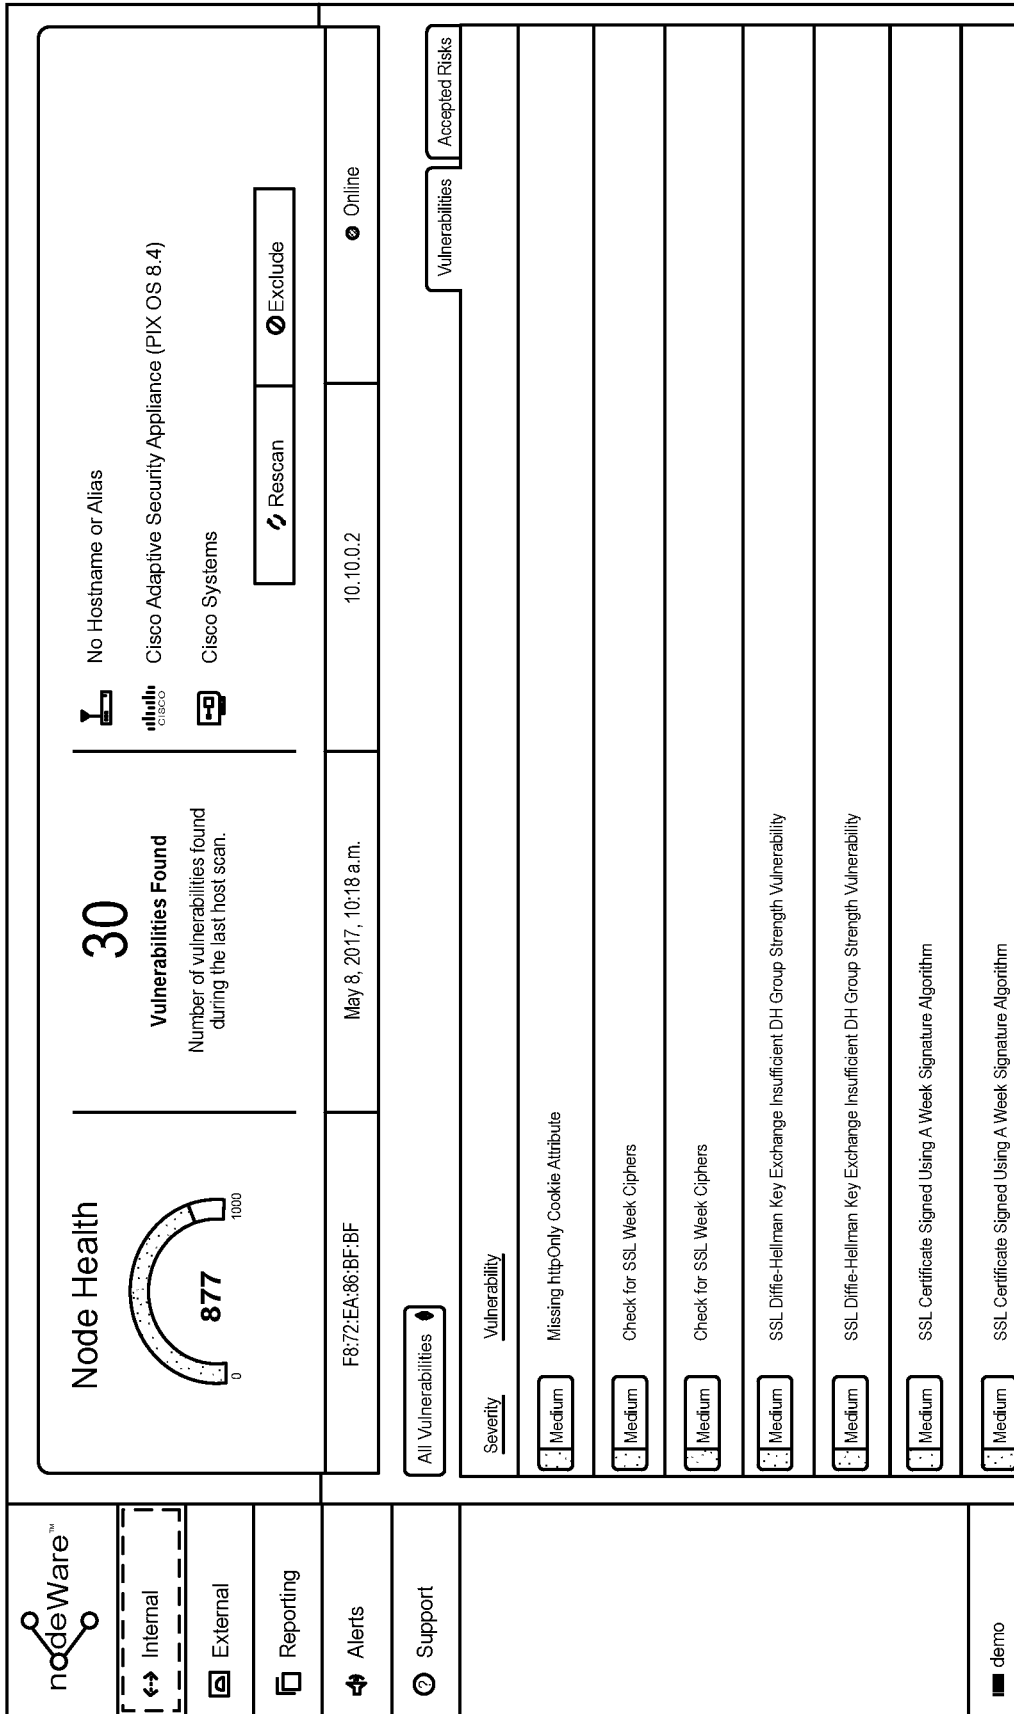 nodeWare™
Internal
External
Reporting
Alerts
Support
demo
Node Health
877
0
1000
30
Vulnerabilities Found
Number of vulnerabilities found
during the last host scan.
No Hostname or Alias
CISCO
Cisco Adaptive Security Appliance (PIX OS 8.4)
Cisco Systems
Rescan
Exclude
F8:72:EA:86:BF:BF
May 8, 2017, 10:18 a.m.
10.10.0.2
Online
All Vulnerabilities
Vulnerabilities
Accepted Risks
Severity Vulnerability
Medium Missing httpOnly Cookie Attribute
Medium Check for SSL Week Ciphers
Medium Check for SSL Week Ciphers
Medium SSL Diffie-Hellman Key Exchange Insufficient DH Group Strength Vulnerability
Medium SSL Diffie-Hellman Key Exchange Insufficient DH Group Strength Vulnerability
Medium SSL Certificate Signed Using A Week Signature Algorithm
Medium SSL Certificate Signed Using A Week Signature Algorithm